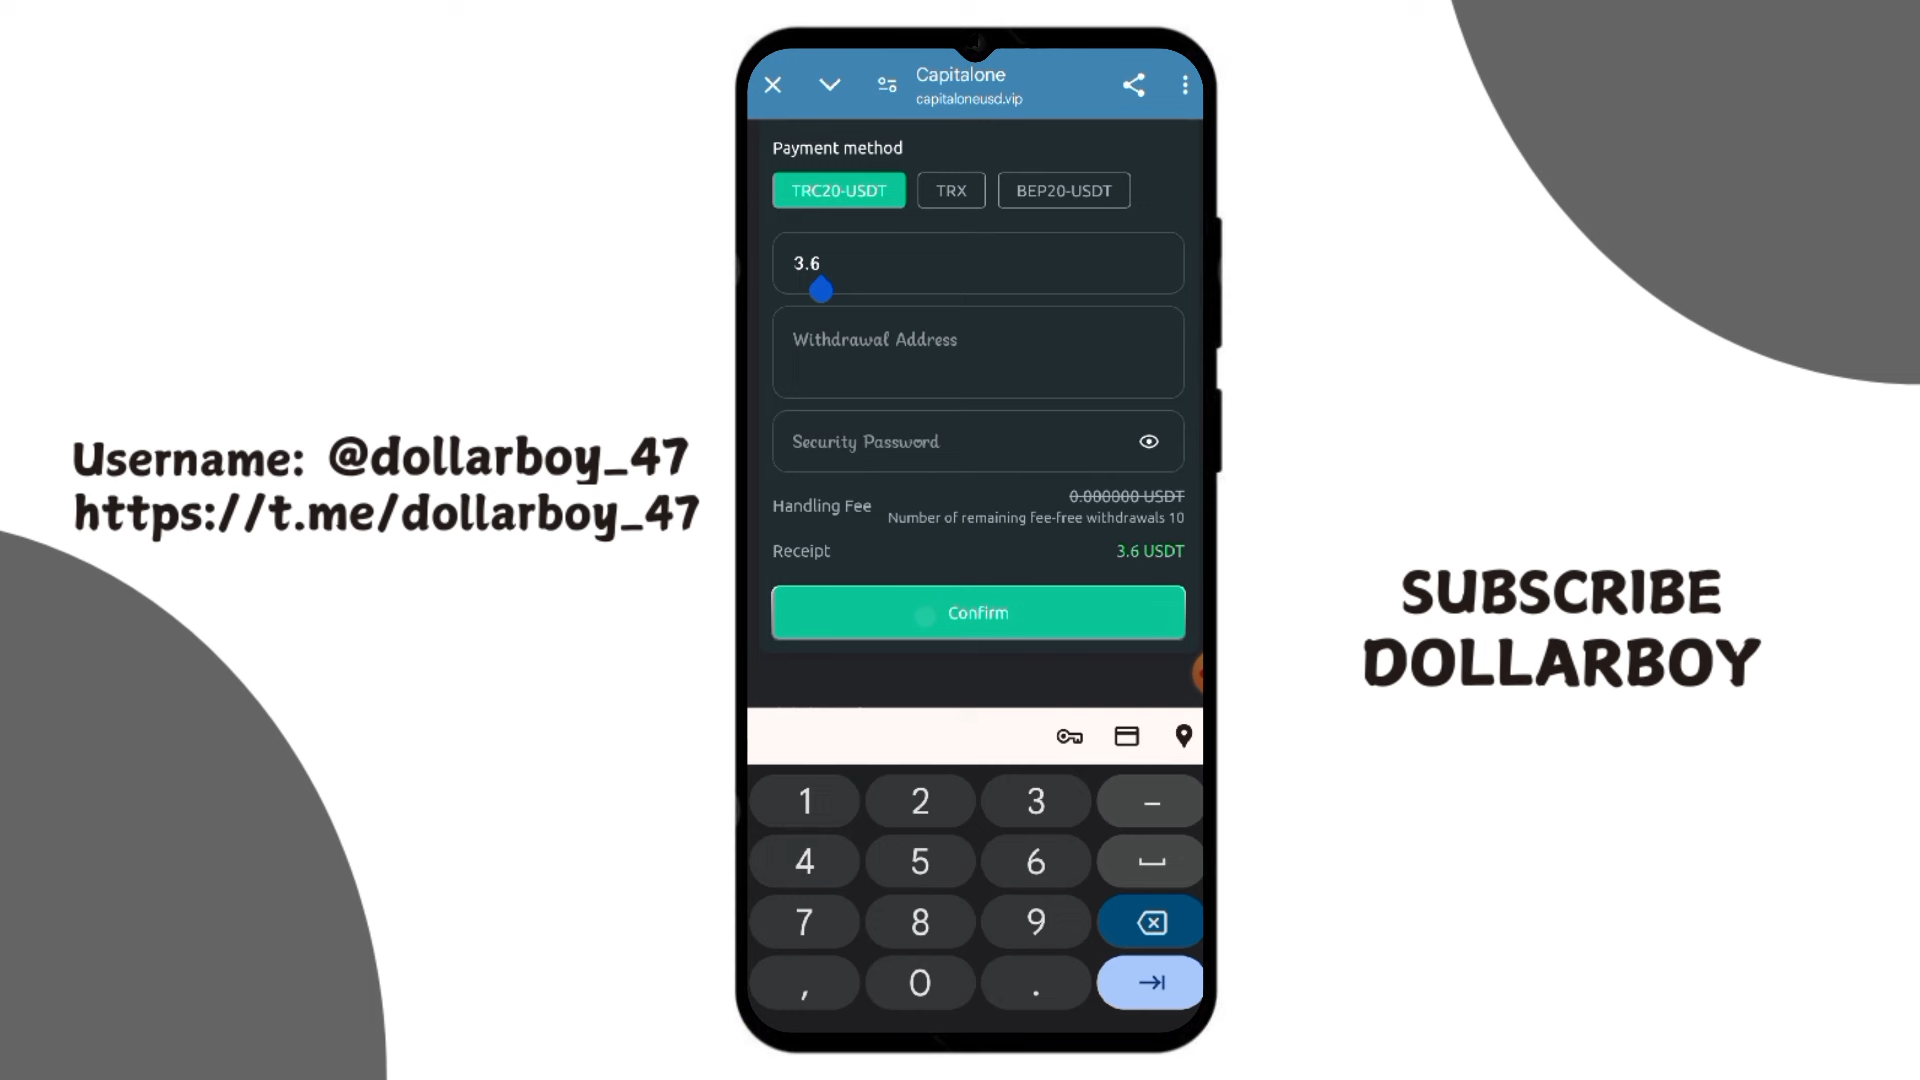 Capitalone
capitaloneusd.vip
Payment method
TRC20-USDT TRX BEP20-USDT
3.6
Withdrawal Address
Security Password
Handling Fee
0.000000 USDT
Number of remaining fee-free withdrawals 10
Receipt 3.6 USDT
Confirm
1 2 3 –
4 5 6
7 8 9
, 0 .
Username: @dollarboy_47
https://t.me/dollarboy_47
SUBSCRIBE
DOLLARBOY